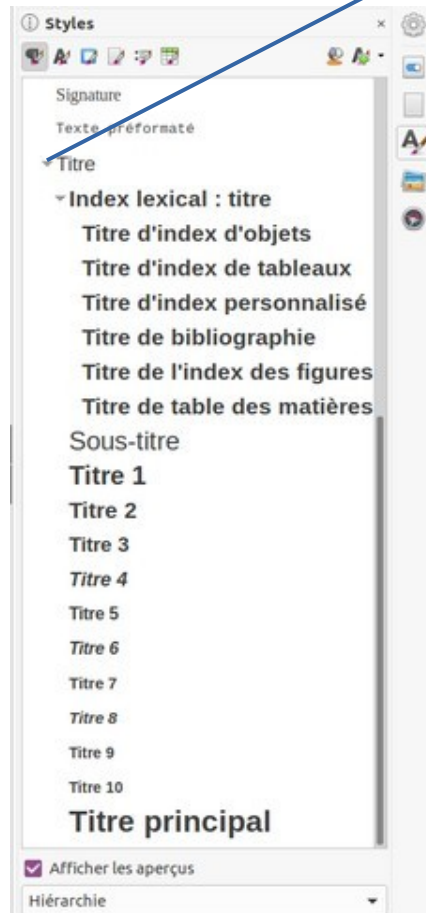 Styles
Signature
Texte préformaté
Titre
Index lexical : titre
Titre d'index d'objets
Titre d'index de tableaux
Titre d'index personnalisé
Titre de bibliographie
Titre de l'index des figures
Titre de table des matières
Sous-titre
Titre 1
Titre 2
Titre 3
Titre 4
Titre 5
Titre 6
Titre 7
Titre 8
Titre 9
Titre 10
Titre principal
Afficher les aperçus
Hiérarchie